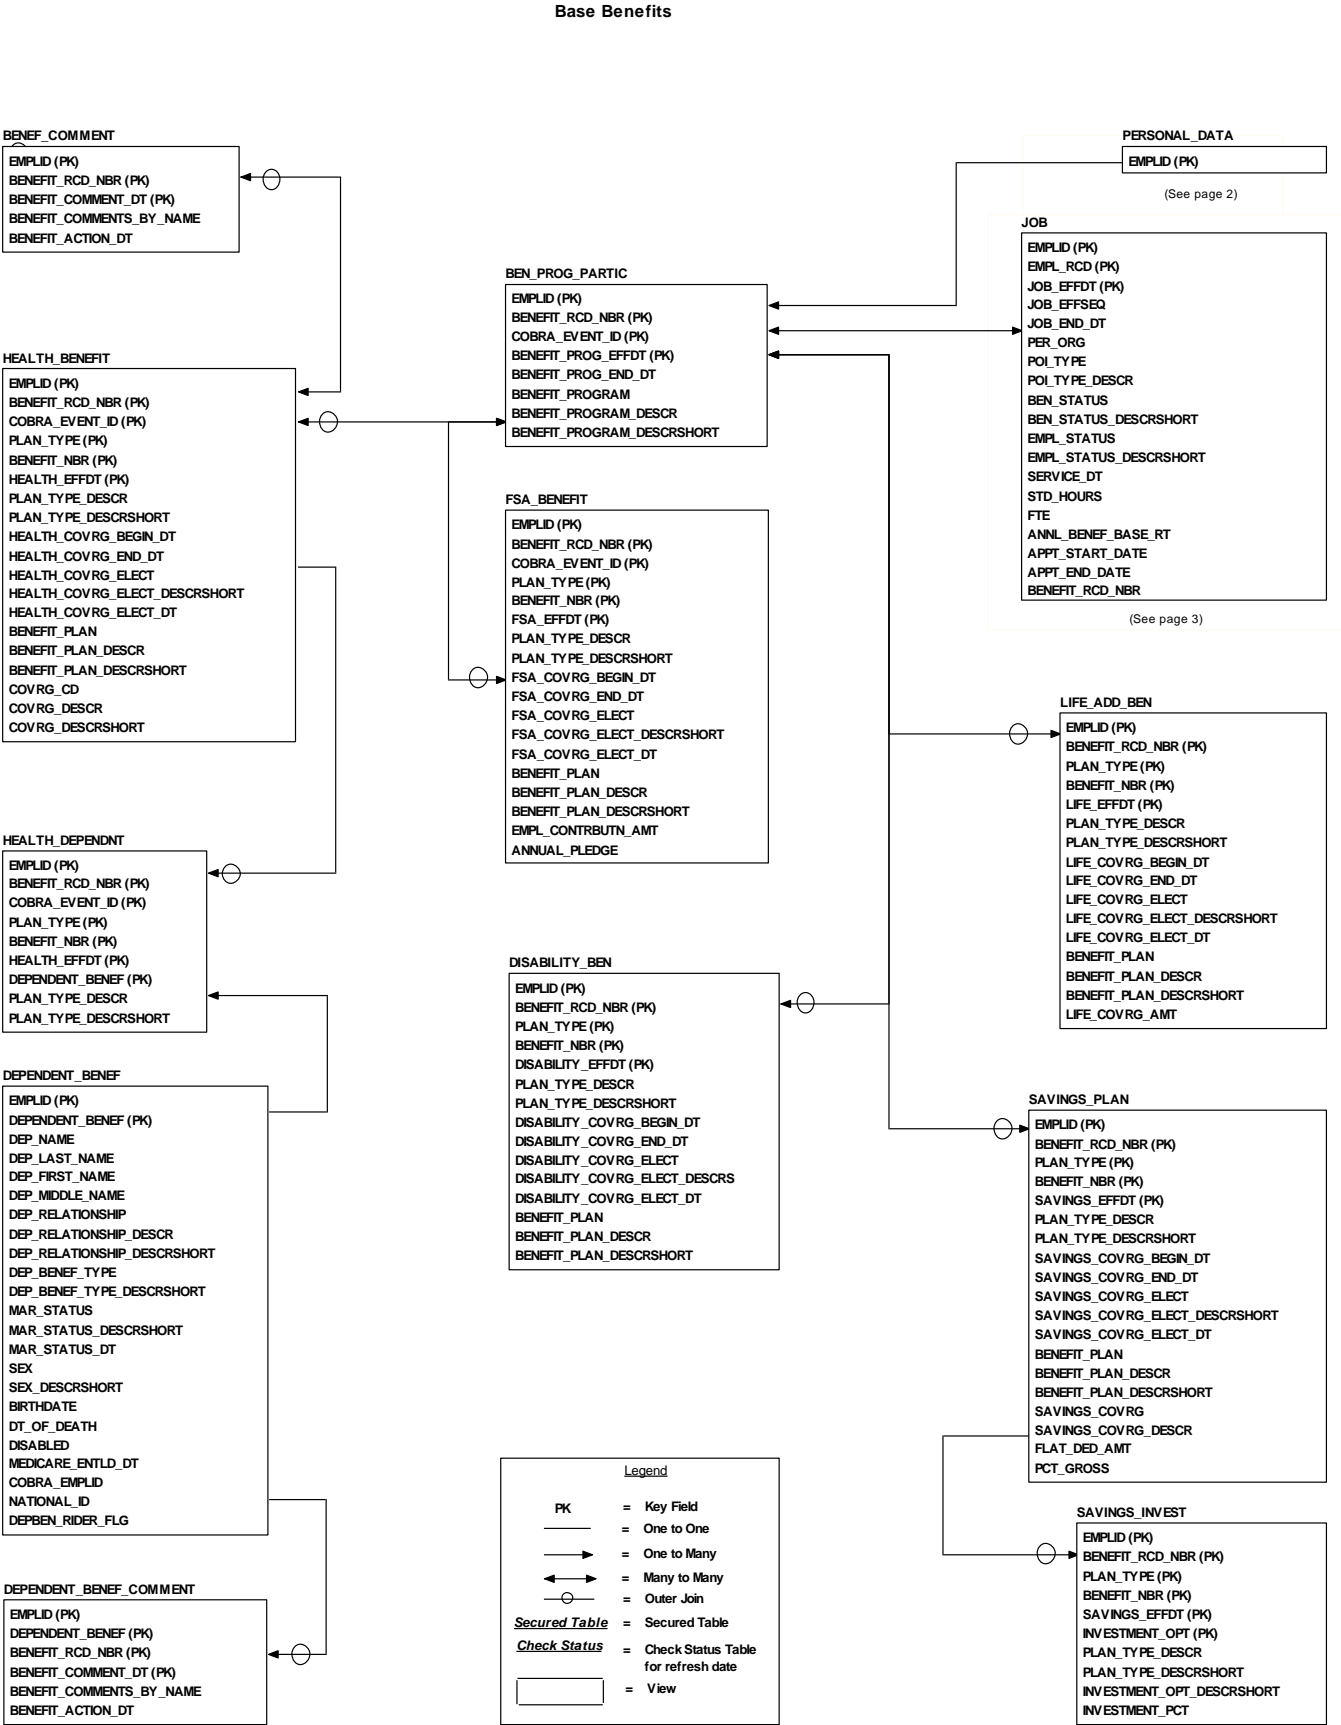 Base Benefits
BENEF_COMMENT
EMPLID (PK)
BENEFIT_RCD_NBR (PK)
BENEFIT_COMMENT_DT (PK)
BENEFIT_COMMENTS_BY_NAME
BENEFIT_ACTION_DT
HEALTH_BENEFIT
EMPLID (PK)
BENEFIT_RCD_NBR (PK)
COBRA_EVENT_ID (PK)
PLAN_TYPE (PK)
BENEFIT_NBR (PK)
HEALTH_EFFDT (PK)
PLAN_TYPE_DESCR
PLAN_TYPE_DESCRSHORT
HEALTH_COVRG_BEGIN_DT
HEALTH_COVRG_END_DT
HEALTH_COVRG_ELECT
HEALTH_COVRG_ELECT_DESCRSHORT
HEALTH_COVRG_ELECT_DT
BENEFIT_PLAN
BENEFIT_PLAN_DESCR
BENEFIT_PLAN_DESCRSHORT
COVRG_CD
COVRG_DESCR
COVRG_DESCRSHORT
HEALTH_DEPENDNT
EMPLID (PK)
BENEFIT_RCD_NBR (PK)
COBRA_EVENT_ID (PK)
PLAN_TYPE (PK)
BENEFIT_NBR (PK)
HEALTH_EFFDT (PK)
DEPENDENT_BENEF (PK)
PLAN_TYPE_DESCR
PLAN_TYPE_DESCRSHORT
DEPENDENT_BENEF
EMPLID (PK)
DEPENDENT_BENEF (PK)
DEP_NAME
DEP_LAST_NAME
DEP_FIRST_NAME
DEP_MIDDLE_NAME
DEP_RELATIONSHIP
DEP_RELATIONSHIP_DESCR
DEP_RELATIONSHIP_DESCRSHORT
DEP_BENEF_TYPE
DEP_BENEF_TYPE_DESCRSHORT
MAR_STATUS
MAR_STATUS_DESCRSHORT
MAR_STATUS_DT
SEX
SEX_DESCRSHORT
BIRTHDATE
DT_OF_DEATH
DISABLED
MEDICARE_ENTLD_DT
COBRA_EMPLID
NATIONAL_ID
DEPBEN_RIDER_FLG
DEPENDENT_BENEF_COMMENT
EMPLID (PK)
DEPENDENT_BENEF (PK)
BENEFIT_RCD_NBR (PK)
BENEFIT_COMMENT_DT (PK)
BENEFIT_COMMENTS_BY_NAME
BENEFIT_ACTION_DT
BEN_PROG_PARTIC
EMPLID (PK)
BENEFIT_RCD_NBR (PK)
COBRA_EVENT_ID (PK)
BENEFIT_PROG_EFFDT (PK)
BENEFIT_PROG_END_DT
BENEFIT_PROGRAM
BENEFIT_PROGRAM_DESCR
BENEFIT_PROGRAM_DESCRSHORT
FSA_BENEFIT
EMPLID (PK)
BENEFIT_RCD_NBR (PK)
COBRA_EVENT_ID (PK)
PLAN_TYPE (PK)
BENEFIT_NBR (PK)
FSA_EFFDT (PK)
PLAN_TYPE_DESCR
PLAN_TYPE_DESCRSHORT
FSA_COVRG_BEGIN_DT
FSA_COVRG_END_DT
FSA_COVRG_ELECT
FSA_COVRG_ELECT_DESCRSHORT
FSA_COVRG_ELECT_DT
BENEFIT_PLAN
BENEFIT_PLAN_DESCR
BENEFIT_PLAN_DESCRSHORT
EMPL_CONTRBUTN_AMT
ANNUAL_PLEDGE
DISABILITY_BEN
EMPLID (PK)
BENEFIT_RCD_NBR (PK)
PLAN_TYPE (PK)
BENEFIT_NBR (PK)
DISABILITY_EFFDT (PK)
PLAN_TYPE_DESCR
PLAN_TYPE_DESCRSHORT
DISABILITY_COVRG_BEGIN_DT
DISABILITY_COVRG_END_DT
DISABILITY_COVRG_ELECT
DISABILITY_COVRG_ELECT_DESCRS
DISABILITY_COVRG_ELECT_DT
BENEFIT_PLAN
BENEFIT_PLAN_DESCR
BENEFIT_PLAN_DESCRSHORT
Legend
PK = Key Field
= One to One
= One to Many
= Many to Many
= Outer Join
Secured Table = Secured Table
Check Status = Check Status Table
for refresh date
= View
PERSONAL_DATA
EMPLID (PK)
(See page 2)
JOB
EMPLID (PK)
EMPL_RCD (PK)
JOB_EFFDT (PK)
JOB_EFFSEQ
JOB_END_DT
PER_ORG
POI_TYPE
POI_TYPE_DESCR
BEN_STATUS
BEN_STATUS_DESCRSHORT
EMPL_STATUS
EMPL_STATUS_DESCRSHORT
SERVICE_DT
STD_HOURS
FTE
ANNL_BENEF_BASE_RT
APPT_START_DATE
APPT_END_DATE
BENEFIT_RCD_NBR
(See page 3)
LIFE_ADD_BEN
EMPLID (PK)
BENEFIT_RCD_NBR (PK)
PLAN_TYPE (PK)
BENEFIT_NBR (PK)
LIFE_EFFDT (PK)
PLAN_TYPE_DESCR
PLAN_TYPE_DESCRSHORT
LIFE_COVRG_BEGIN_DT
LIFE_COVRG_END_DT
LIFE_COVRG_ELECT
LIFE_COVRG_ELECT_DESCRSHORT
LIFE_COVRG_ELECT_DT
BENEFIT_PLAN
BENEFIT_PLAN_DESCR
BENEFIT_PLAN_DESCRSHORT
LIFE_COVRG_AMT
SAVINGS_PLAN
EMPLID (PK)
BENEFIT_RCD_NBR (PK)
PLAN_TYPE (PK)
BENEFIT_NBR (PK)
SAVINGS_EFFDT (PK)
PLAN_TYPE_DESCR
PLAN_TYPE_DESCRSHORT
SAVINGS_COVRG_BEGIN_DT
SAVINGS_COVRG_END_DT
SAVINGS_COVRG_ELECT
SAVINGS_COVRG_ELECT_DESCRSHORT
SAVINGS_COVRG_ELECT_DT
BENEFIT_PLAN
BENEFIT_PLAN_DESCR
BENEFIT_PLAN_DESCRSHORT
SAVINGS_COVRG
SAVINGS_COVRG_DESCR
FLAT_DED_AMT
PCT_GROSS
SAVINGS_INVEST
EMPLID (PK)
BENEFIT_RCD_NBR (PK)
PLAN_TYPE (PK)
BENEFIT_NBR (PK)
SAVINGS_EFFDT (PK)
INVESTMENT_OPT (PK)
PLAN_TYPE_DESCR
PLAN_TYPE_DESCRSHORT
INVESTMENT_OPT_DESCRSHORT
INVESTMENT_PCT